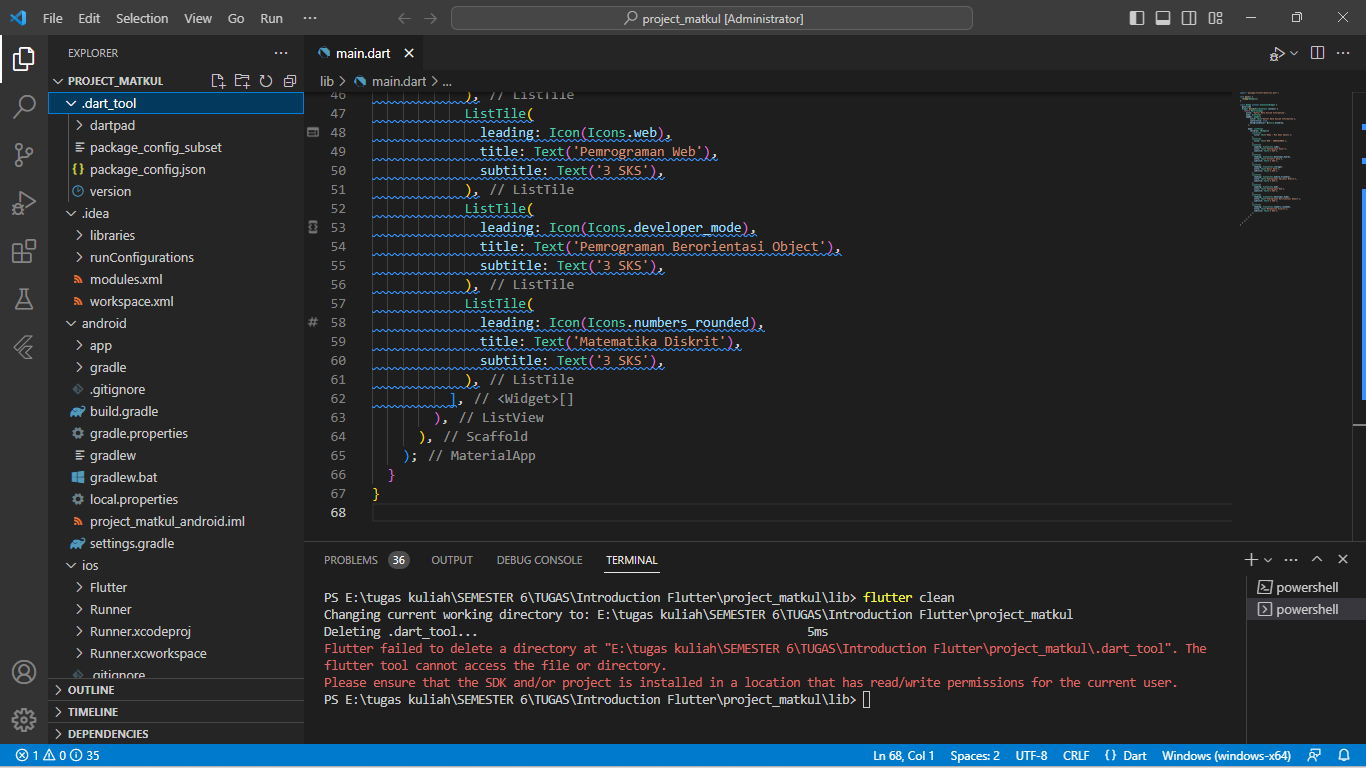 File Edit Selection View Go Run ··· project_matkul [Administrator]
EXPLORER
PROJECT_MATKUL
.dart_tool
dartpad
package_config_subset
package_config.json
version
.idea
libraries
runConfigurations
modules.xml
workspace.xml
android
app
gradle
.gitignore
build.gradle
gradle.properties
gradlew
gradlew.bat
local.properties
project_matkul_android.iml
settings.gradle
ios
Flutter
Runner
Runner.xcodeproj
Runner.xcworkspace
.gitignore
OUTLINE
TIMELINE
DEPENDENCIES
main.dart
lib > main.dart > ...
46 ), // ListTile
47 ListTile(
48 leading: Icon(Icons.web),
49 title: Text('Pemrograman Web'),
50 subtitle: Text('3 SKS'),
51 ), // ListTile
52 ListTile(
53 leading: Icon(Icons.developer_mode),
54 title: Text('Pemrograman Berorientasi Object'),
55 subtitle: Text('3 SKS'),
56 ), // ListTile
57 ListTile(
58 leading: Icon(Icons.numbers_rounded),
59 title: Text('Matematika Diskrit'),
60 subtitle: Text('3 SKS'),
61 ), // ListTile
62 ], // <Widget>[]
63 ), // ListView
64 ), // Scaffold
65 ); // MaterialApp
66 }
67 }
68
PROBLEMS 36 OUTPUT DEBUG CONSOLE TERMINAL
PS E:\tugas kuliah\SEMESTER 6\TUGAS\Introduction Flutter\project_matkul\lib> flutter clean
Changing current working directory to: E:\tugas kuliah\SEMESTER 6\TUGAS\Introduction Flutter\project_matkul
Deleting .dart_tool... 5ms
Flutter failed to delete a directory at "E:\tugas kuliah\SEMESTER 6\TUGAS\Introduction Flutter\project_matkul\.dart_tool". The
flutter tool cannot access the file or directory.
Please ensure that the SDK and/or project is installed in a location that has read/write permissions for the current user.
PS E:\tugas kuliah\SEMESTER 6\TUGAS\Introduction Flutter\project_matkul\lib>
powershell
powershell
1 0 35 Ln 68, Col 1 Spaces: 2 UTF-8 CRLF {} Dart Windows (windows-x64)